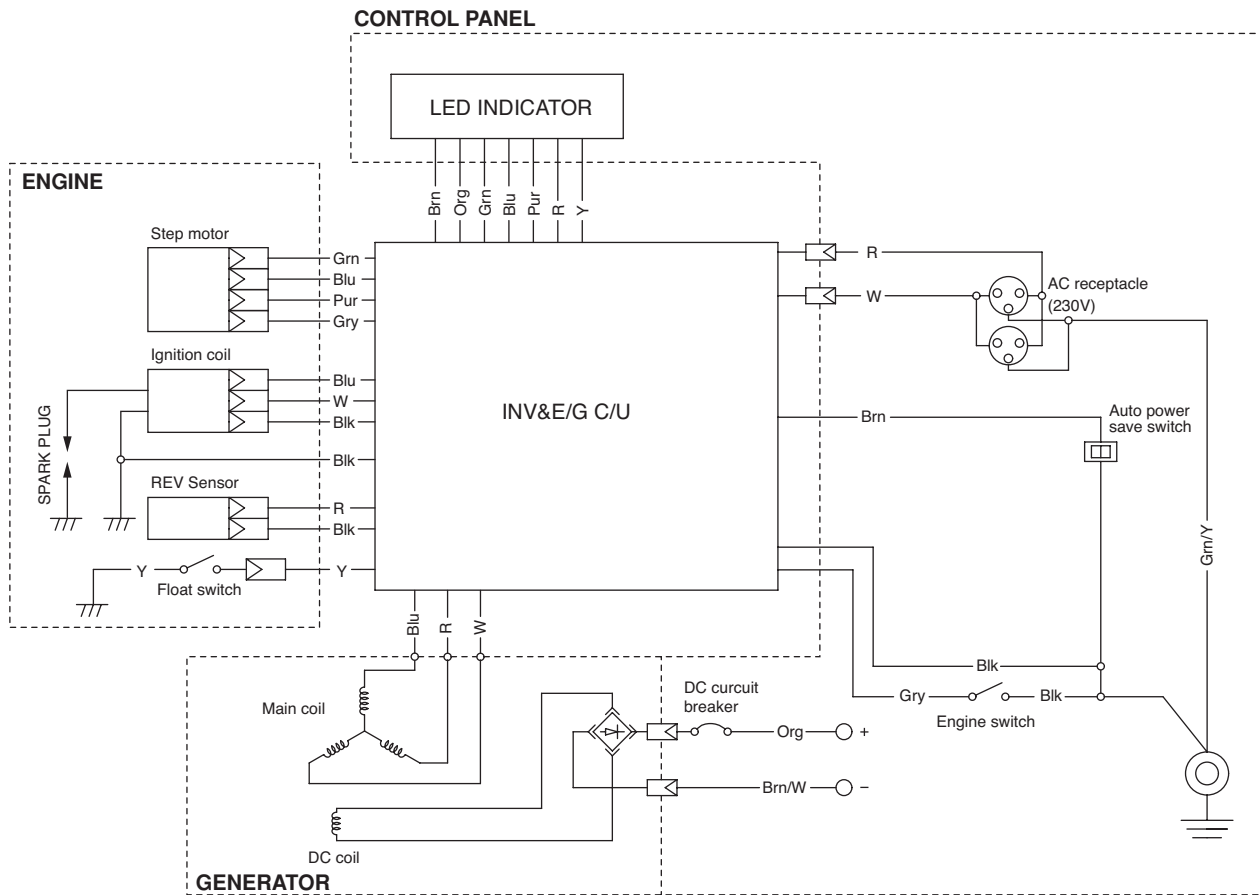 CONTROL PANEL
LED INDICATOR
Brn
Org
Grn
Blu
Pur
R
Y
ENGINE
Step motor
Grn
Blu
Pur
Gry
Ignition coil
Blu
W
Blk
Blk
SPARK PLUG
REV Sensor
R
Blk
Y
Float switch
Y
INV&E/G C/U
R
W
AC receptacle
(230V)
Brn
Auto power
save switch
Grn/Y
Blk
Gry
Blk
Engine switch
Blu
R
W
Main coil
DC coil
GENERATOR
DC curcuit
breaker
Org
+
Brn/W
−